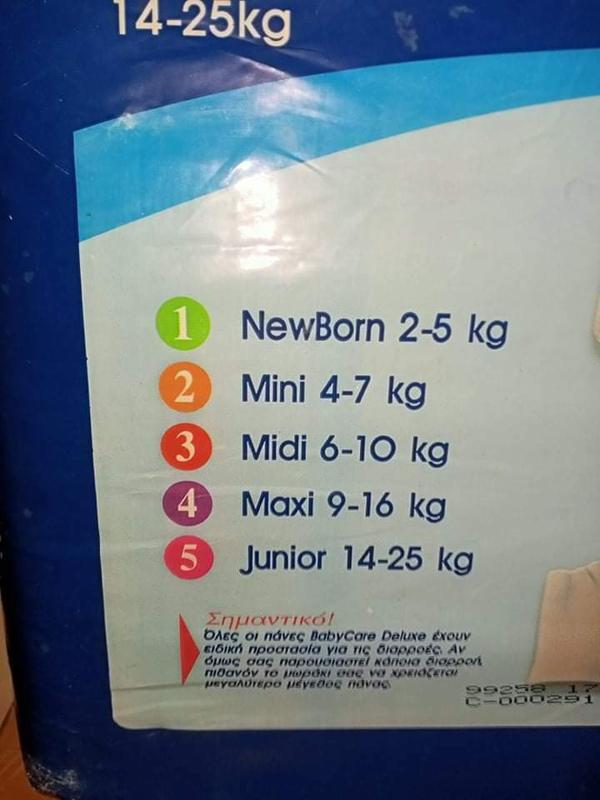 14-25kg
1 NewBorn 2-5 kg
2 Mini 4-7 kg
3 Midi 6-10 kg
4 Maxi 9-16 kg
5 Junior 14-25 kg
Σημαντικό!
Όλες οι πάνες BabyCare Deluxe έχουν
ειδική προστασία για τις διαρροές. Αν
όμως σας παρουσιαστεί κάποια διαρροή,
πιθανόν το μωράκι σας να χρειάζεται
μεγαλύτερο μέγεθος πάνας.
99258 17
C-000291